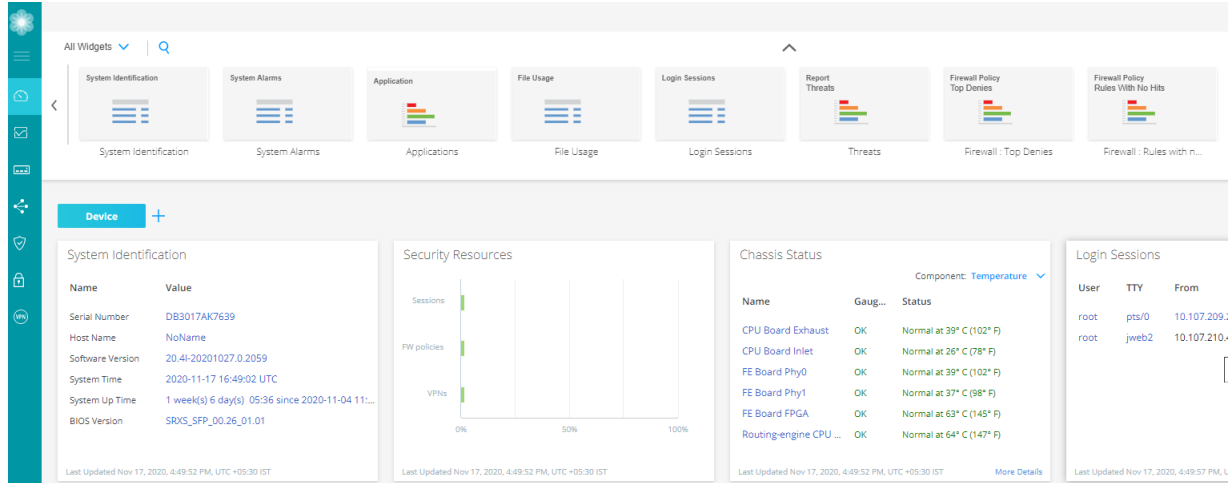 All Widgets
System Identification
System Alarms
Application
File Usage
Login Sessions
Report
Threats
Firewall Policy
Top Denies
Firewall Policy
Rules With No Hits
System Identification
System Alarms
Applications
File Usage
Login Sessions
Threats
Firewall : Top Denies
Firewall : Rules with n...
VPN
Device
System Identification
Name Value
Serial Number DB3017AK7639
Host Name NoName
Software Version 20.4I-20201027.0.2059
System Time 2020-11-17 16:49:02 UTC
System Up Time 1 week(s) 6 day(s) 05:36 since 2020-11-04 11:...
BIOS Version SRXS_SFP_00.26_01.01
Last Updated Nov 17, 2020, 4:49:52 PM, UTC +05:30 IST
Security Resources
Sessions
FW policies
VPNs
0% 50% 100%
Last Updated Nov 17, 2020, 4:49:52 PM, UTC +05:30 IST
Chassis Status
Component: Temperature
Name Gaug... Status
CPU Board Exhaust OK Normal at 39° C (102° F)
CPU Board Inlet OK Normal at 26° C (78° F)
FE Board Phy0 OK Normal at 39° C (102° F)
FE Board Phy1 OK Normal at 37° C (98° F)
FE Board FPGA OK Normal at 63° C (145° F)
Routing-engine CPU ... OK Normal at 64° C (147° F)
Last Updated Nov 17, 2020, 4:49:52 PM, UTC +05:30 IST More Details
Login Sessions
User TTY From
root pts/0 10.107.209.2
root jweb2 10.107.210.4
Last Updated Nov 17, 2020, 4:49:57 PM, U